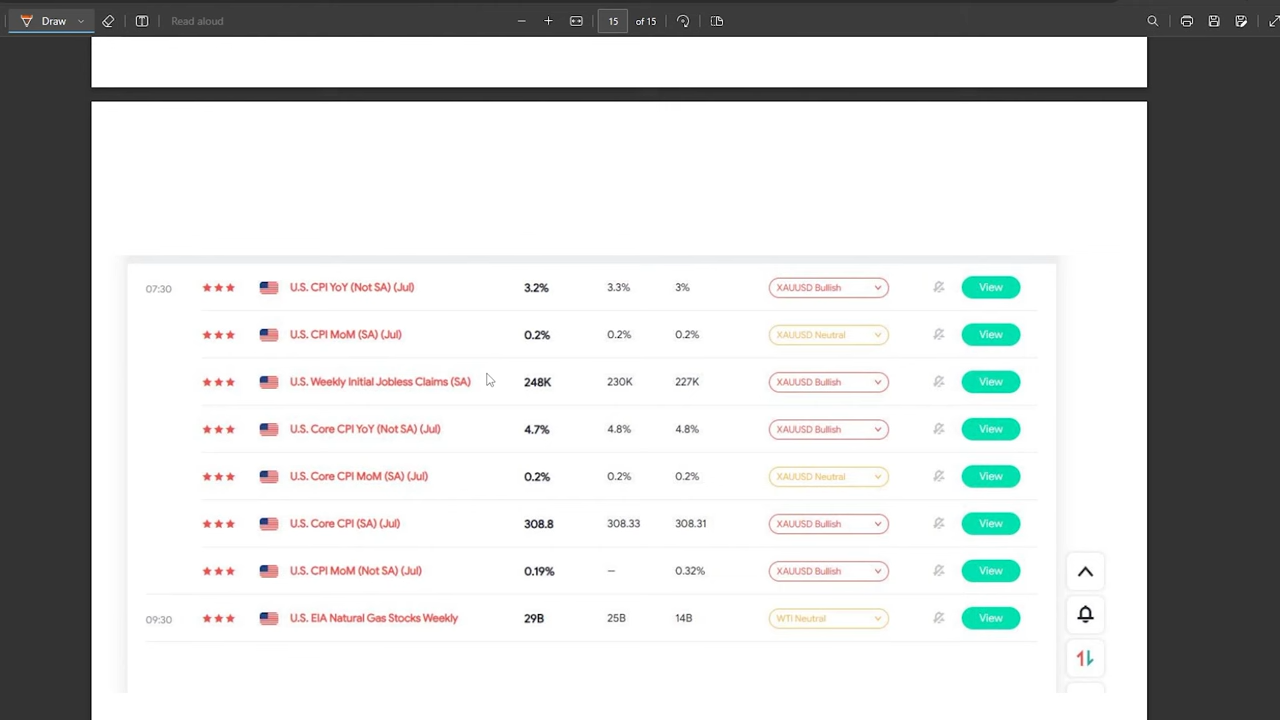 Draw Read aloud 15 of 15
07:30 U.S. CPI YoY (Not SA) (Jul) 3.2% 3.3% 3% XAUUSD Bullish View
U.S. CPI MoM (SA) (Jul) 0.2% 0.2% 0.2% XAUUSD Neutral View
U.S. Weekly Initial Jobless Claims (SA) 248K 230K 227K XAUUSD Bullish View
U.S. Core CPI YoY (Not SA) (Jul) 4.7% 4.8% 4.8% XAUUSD Bullish View
U.S. Core CPI MoM (SA) (Jul) 0.2% 0.2% 0.2% XAUUSD Neutral View
U.S. Core CPI (SA) (Jul) 308.8 308.33 308.31 XAUUSD Bullish View
U.S. CPI MoM (Not SA) (Jul) 0.19% — 0.32% XAUUSD Bullish View
09:30 U.S. EIA Natural Gas Stocks Weekly 29B 25B 14B WTI Neutral View